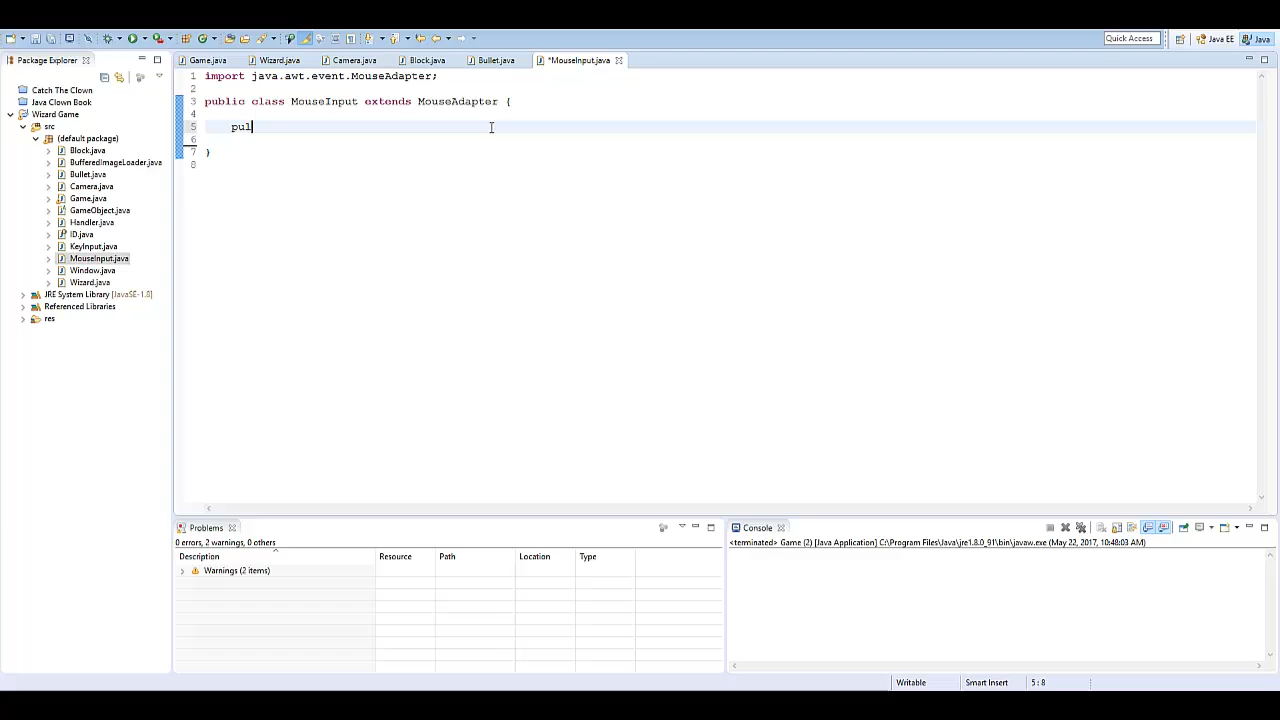 Quick Access
Java EE
Java
Package Explorer
Game.java
Wizard.java
Camera.java
Block.java
Bullet.java
*MouseInput.java
Catch The Clown
Java Clown Book
Wizard Game
src
(default package)
Block.java
BufferedImageLoader.java
Bullet.java
Camera.java
Game.java
GameObject.java
Handler.java
ID.java
KeyInput.java
MouseInput.java
Window.java
Wizard.java
JRE System Library [JavaSE-1.8]
Referenced Libraries
res
1 import java.awt.event.MouseAdapter;
2
3 public class MouseInput extends MouseAdapter {
4
5 pul
6
7 }
8
Problems
0 errors, 2 warnings, 0 others
Description Resource Path Location Type
Warnings (2 items)
Console
<terminated> Game (2) [Java Application] C:\Program Files\Java\jre1.8.0_91\bin\javaw.exe (May 22, 2017, 10:48:03 AM)
Writable Smart Insert 5 : 8